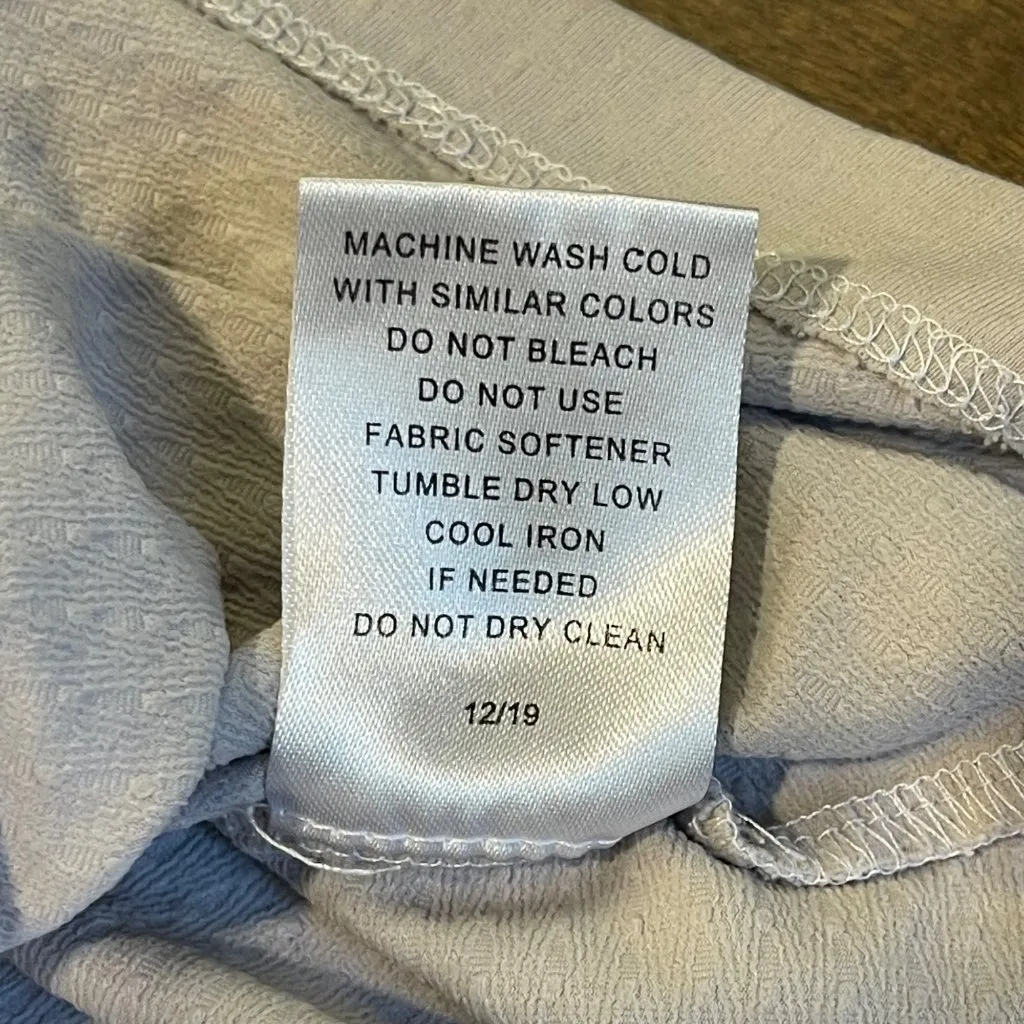 MACHINE WASH COLD
WITH SIMILAR COLORS
DO NOT BLEACH
DO NOT USE
FABRIC SOFTENER
TUMBLE DRY LOW
COOL IRON
IF NEEDED
DO NOT DRY CLEAN
12/19